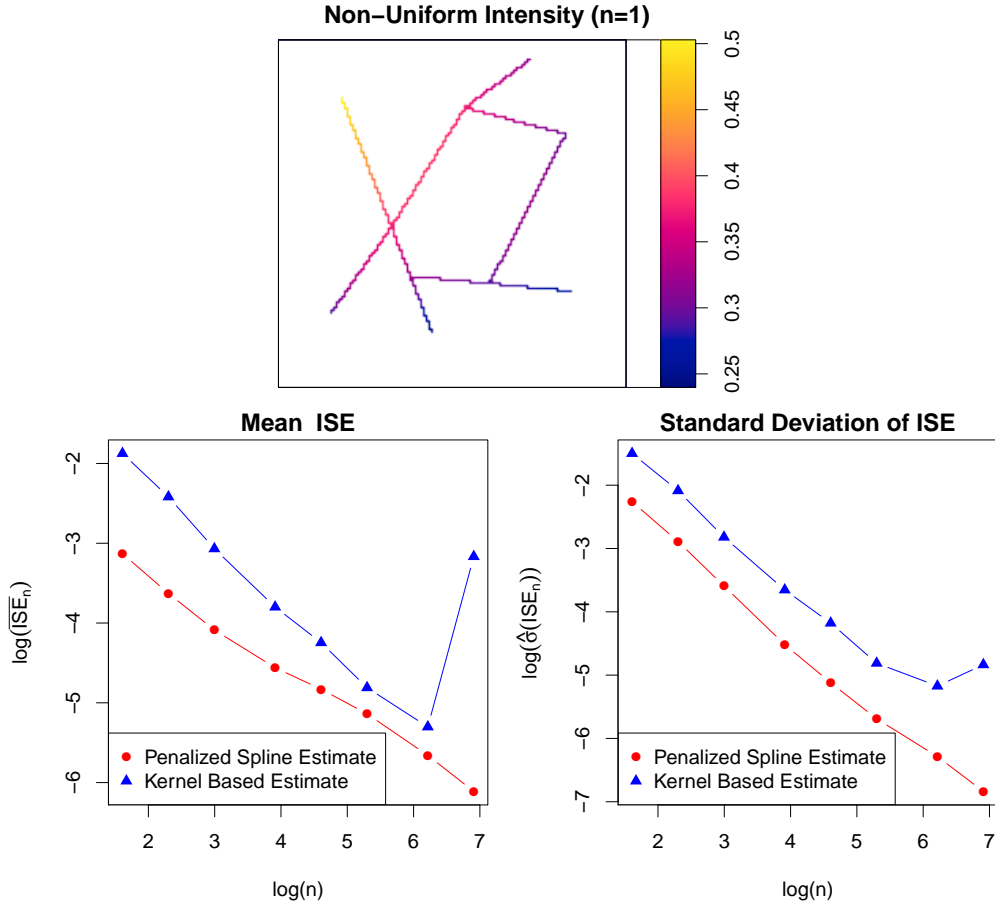 Non−Uniform Intensity (n=1)
0.5
0.45
0.4
0.35
0.3
0.25
Mean ISE
log(ISEₙ)
−2
−3
−4
−5
−6
Penalized Spline Estimate
Kernel Based Estimate
2 3 4 5 6 7
log(n)
Standard Deviation of ISE
log(σ̂(ISEₙ))
−2
−3
−4
−5
−6
−7
Penalized Spline Estimate
Kernel Based Estimate
2 3 4 5 6 7
log(n)